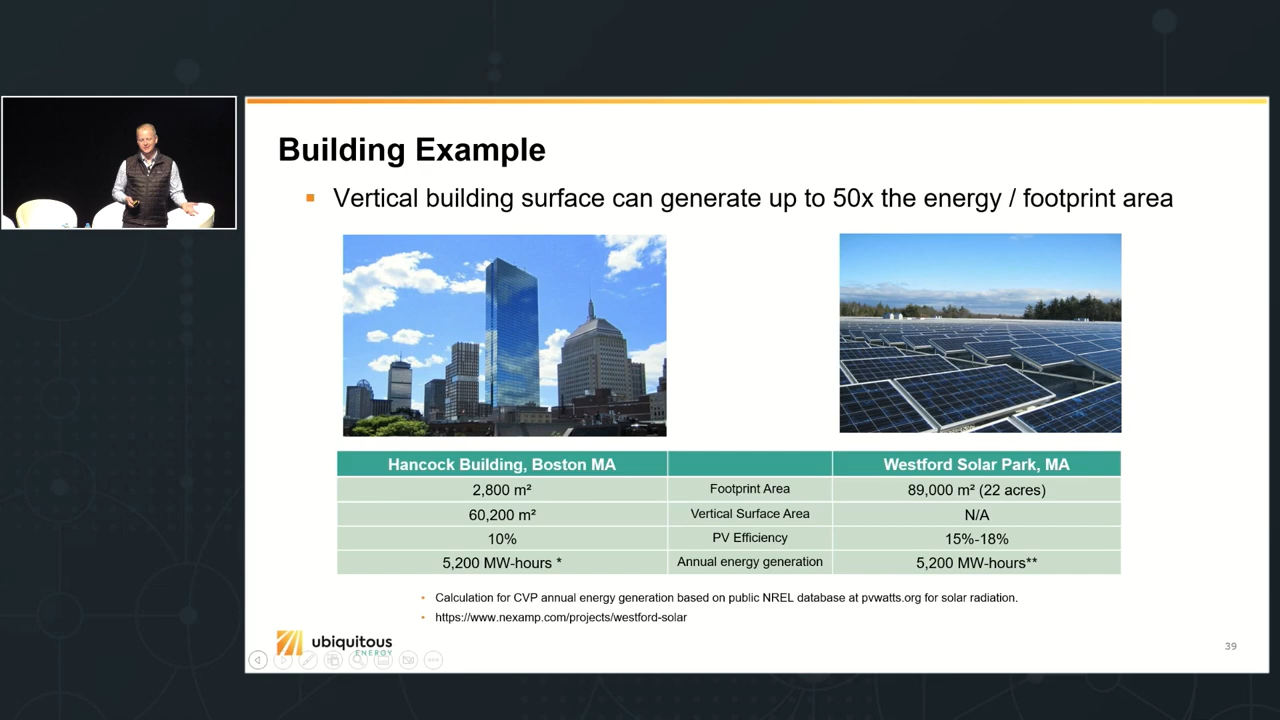 Building Example
▪ Vertical building surface can generate up to 50x the energy / footprint area
Hancock Building, Boston MA Westford Solar Park, MA
2,800 m² Footprint Area 89,000 m² (22 acres)
60,200 m² Vertical Surface Area N/A
10% PV Efficiency 15%-18%
5,200 MW-hours * Annual energy generation 5,200 MW-hours**
• Calculation for CVP annual energy generation based on public NREL database at pvwatts.org for solar radiation.
• https://www.nexamp.com/projects/westford-solar
ubiquitous
ENERGY
39